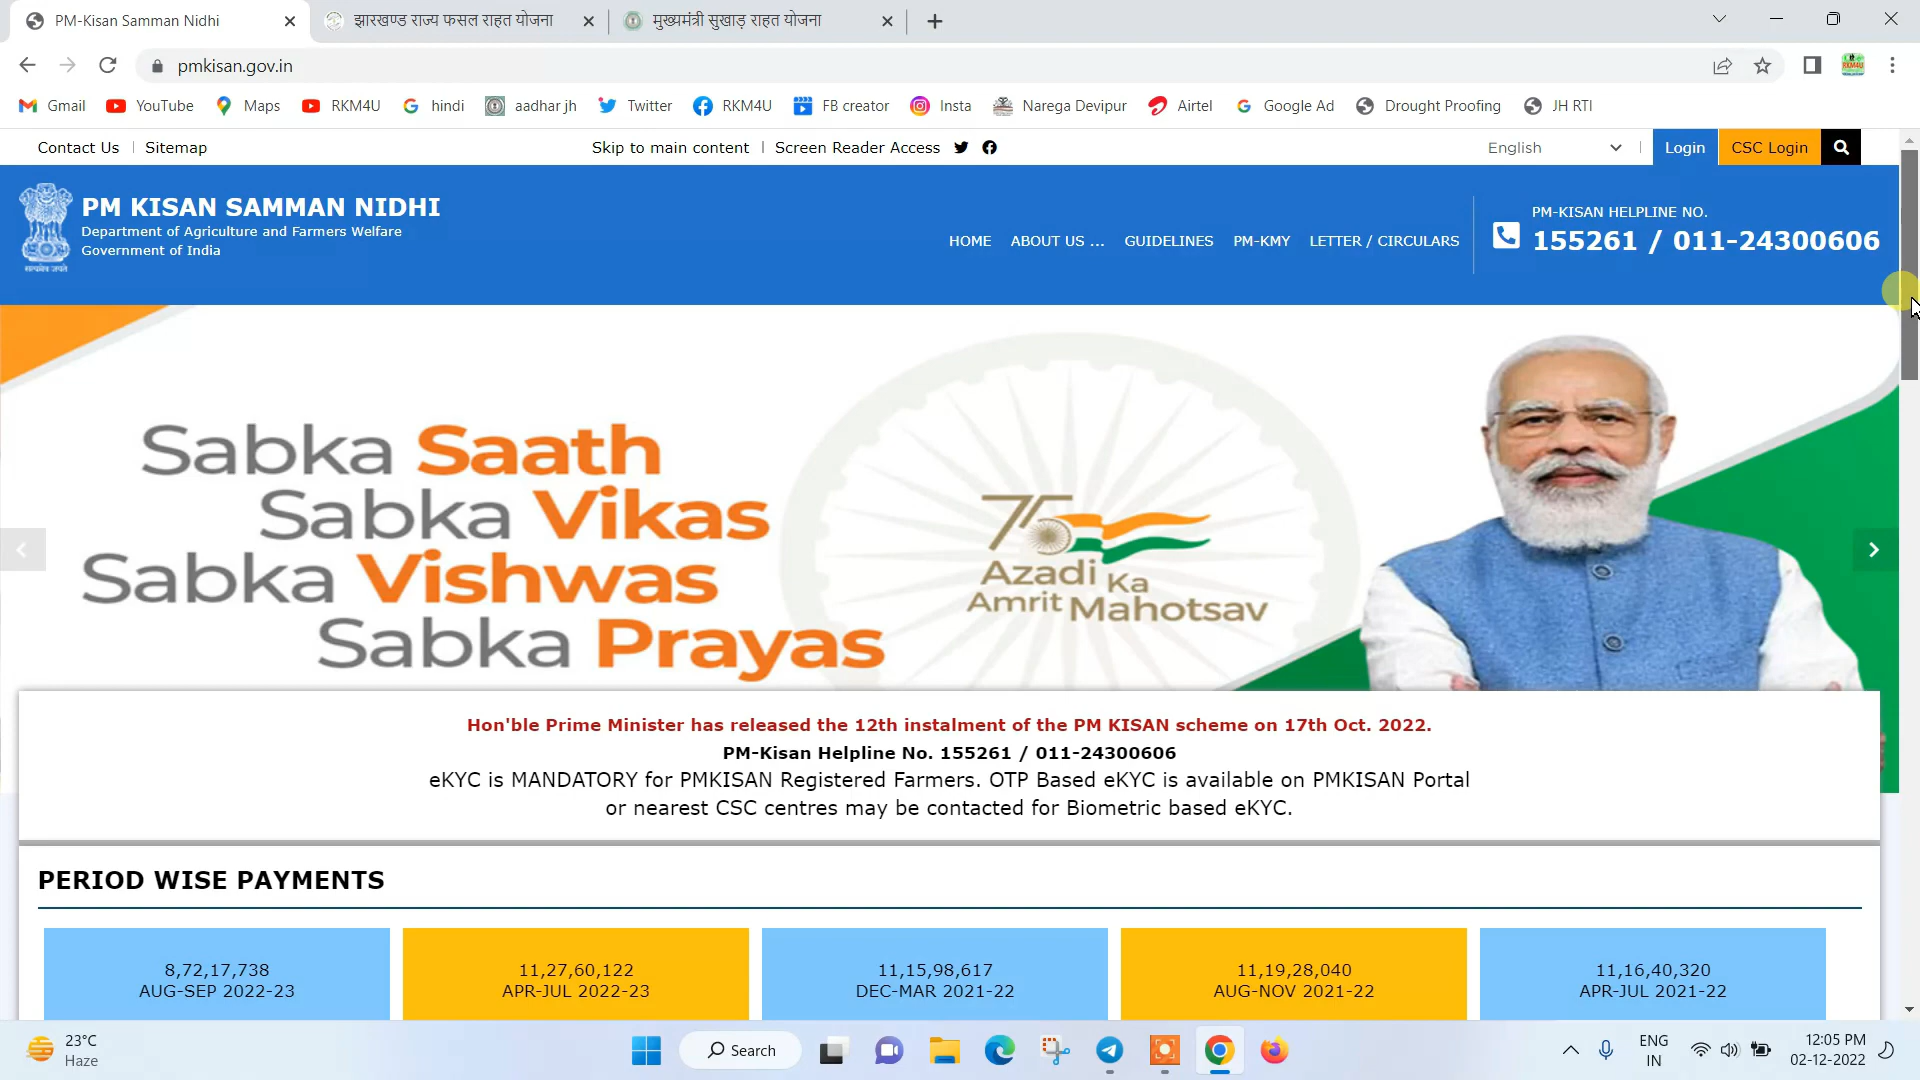 PM-Kisan Samman Nidhi
झारखण्ड राज्य फसल राहत योजना
मुख्यमंत्री सुखाड़ राहत योजना
pmkisan.gov.in
Gmail YouTube Maps RKM4U hindi aadhar jh Twitter RKM4U FB creator Insta Narega Devipur Airtel Google Ad Drought Proofing JH RTI
Contact Us Sitemap Skip to main content Screen Reader Access English Login CSC Login
PM KISAN SAMMAN NIDHI
Department of Agriculture and Farmers Welfare
Government of India
सत्यमेव जयते
HOME ABOUT US ... GUIDELINES PM-KMY LETTER / CIRCULARS
PM-KISAN HELPLINE NO.
155261 / 011-24300606
Sabka Saath
Sabka Vikas
Sabka Vishwas
Sabka Prayas
75
Azadi Ka
Amrit Mahotsav
Hon'ble Prime Minister has released the 12th instalment of the PM KISAN scheme on 17th Oct. 2022.
PM-Kisan Helpline No. 155261 / 011-24300606
eKYC is MANDATORY for PMKISAN Registered Farmers. OTP Based eKYC is available on PMKISAN Portal
or nearest CSC centres may be contacted for Biometric based eKYC.
PERIOD WISE PAYMENTS
8,72,17,738
AUG-SEP 2022-23
11,27,60,122
APR-JUL 2022-23
11,15,98,617
DEC-MAR 2021-22
11,19,28,040
AUG-NOV 2021-22
11,16,40,320
APR-JUL 2021-22
23°C
Haze
Search
ENG
IN
12:05 PM
02-12-2022